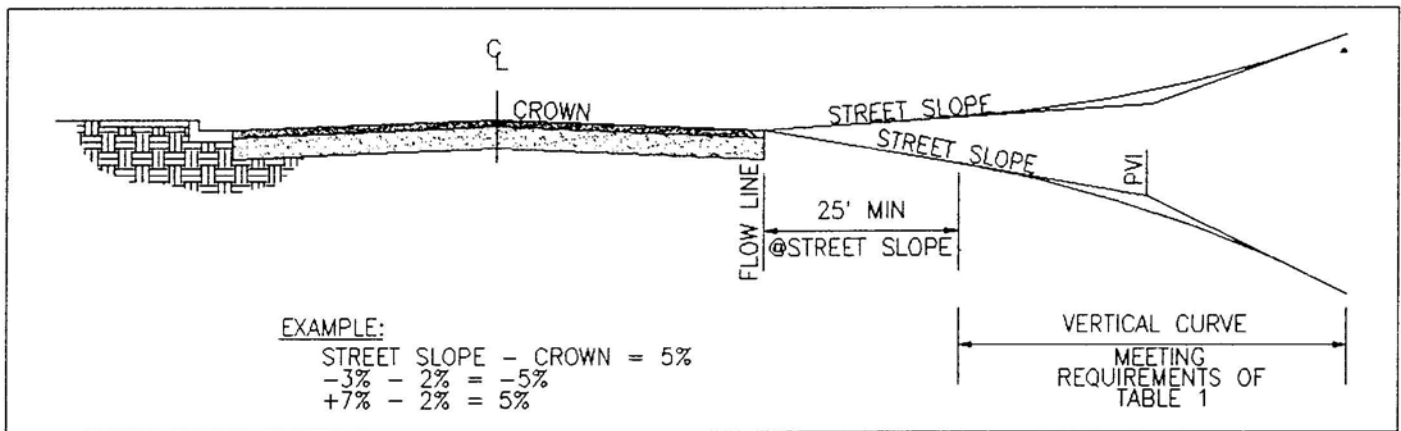 ℄
CROWN
STREET SLOPE
STREET SLOPE
PVI
FLOW LINE
25' MIN
@STREET SLOPE
VERTICAL CURVE
MEETING
REQUIREMENTS OF
TABLE 1
EXAMPLE:
STREET SLOPE - CROWN = 5%
-3% - 2% = -5%
+7% - 2% = 5%